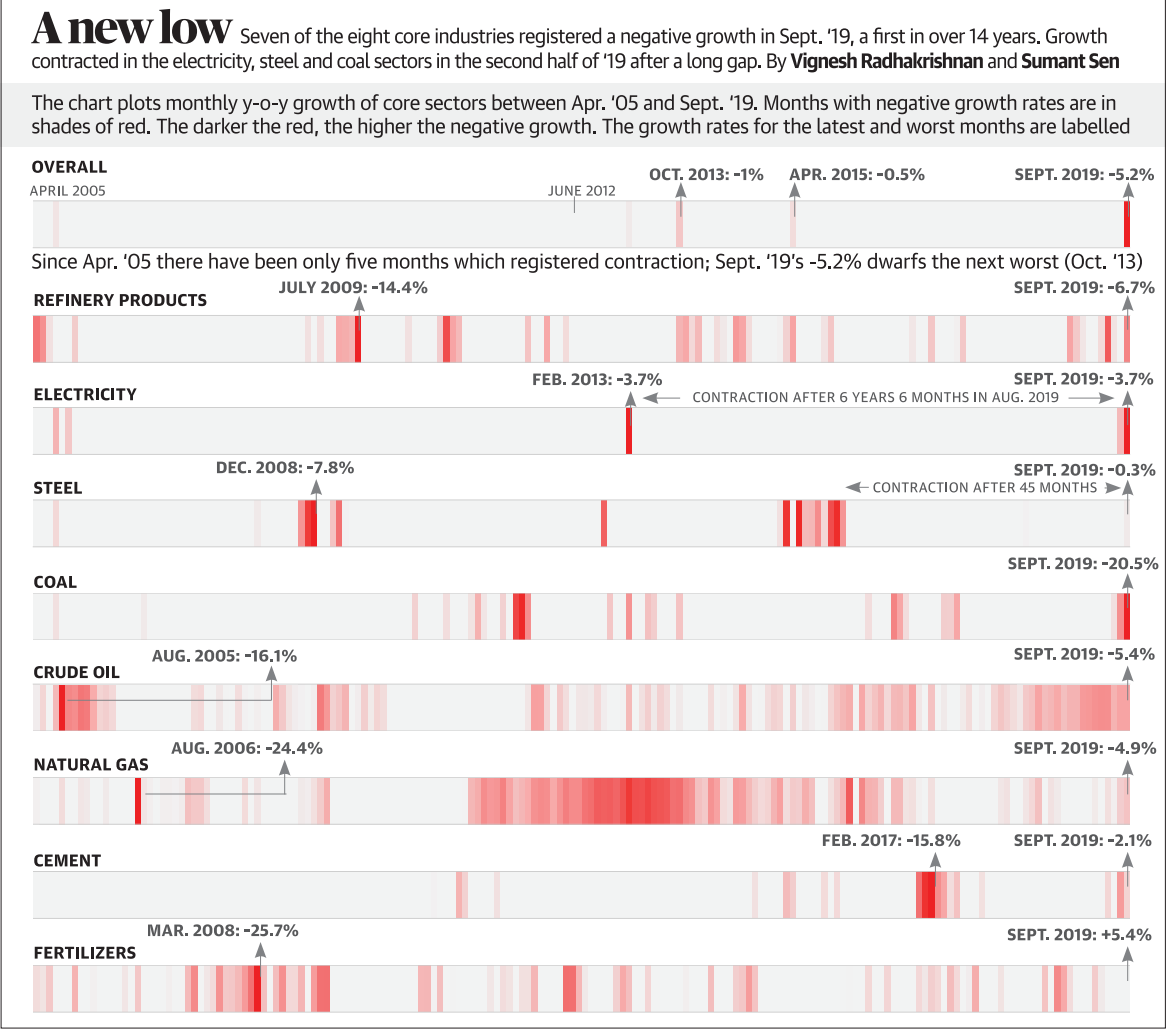 A new low Seven of the eight core industries registered a negative growth in Sept. ‘19, a first in over 14 years. Growth
contracted in the electricity, steel and coal sectors in the second half of ‘19 after a long gap. By Vignesh Radhakrishnan and Sumant Sen
The chart plots monthly y-o-y growth of core sectors between Apr. ‘05 and Sept. ‘19. Months with negative growth rates are in
shades of red. The darker the red, the higher the negative growth. The growth rates for the latest and worst months are labelled
OVERALL
OCT. 2013: -1% APR. 2015: -0.5% SEPT. 2019: -5.2%
APRIL 2005 JUNE 2012
Since Apr. ‘05 there have been only five months which registered contraction; Sept. ‘19’s -5.2% dwarfs the next worst (Oct. ‘13)
JULY 2009: -14.4% SEPT. 2019: -6.7%
REFINERY PRODUCTS
FEB. 2013: -3.7% SEPT. 2019: -3.7%
ELECTRICITY
CONTRACTION AFTER 6 YEARS 6 MONTHS IN AUG. 2019
DEC. 2008: -7.8% SEPT. 2019: -0.3%
STEEL
CONTRACTION AFTER 45 MONTHS
SEPT. 2019: -20.5%
COAL
AUG. 2005: -16.1% SEPT. 2019: -5.4%
CRUDE OIL
AUG. 2006: -24.4% SEPT. 2019: -4.9%
NATURAL GAS
FEB. 2017: -15.8% SEPT. 2019: -2.1%
CEMENT
MAR. 2008: -25.7% SEPT. 2019: +5.4%
FERTILIZERS